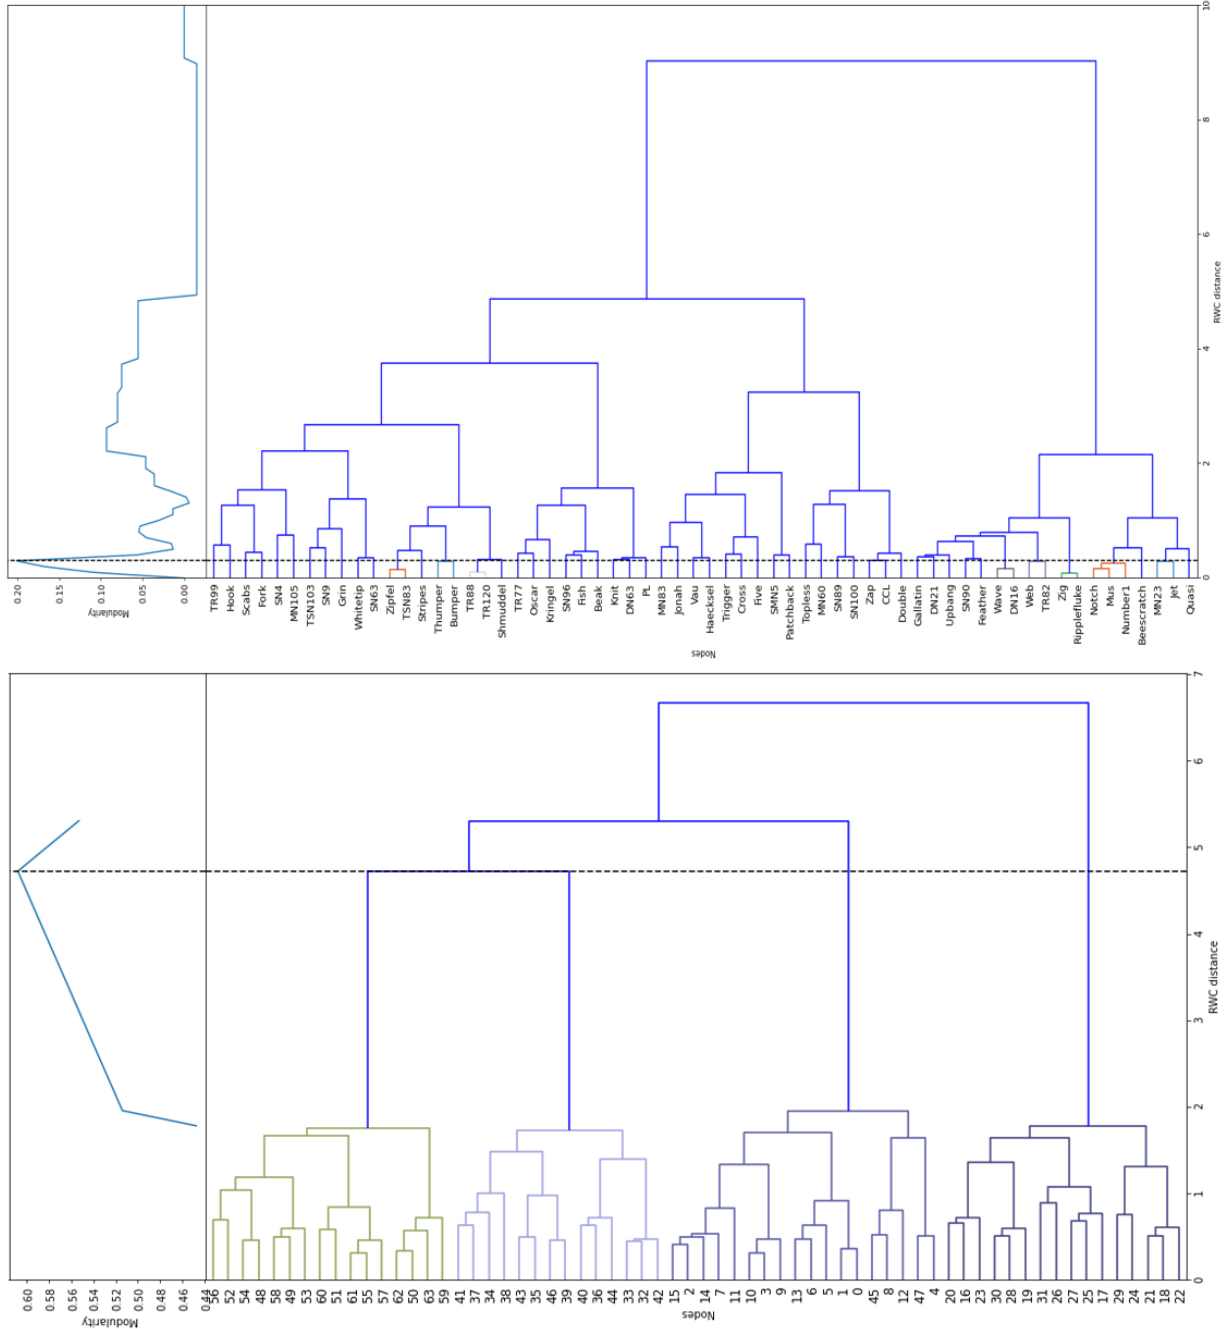 0.20
0.15
0.10
0.05
0.00
Modularity
TR99
Hook
Scabs
Fork
SN4
MN105
TSN103
SN9
Grin
Whitetip
SN63
Zipfel
TSN83
Stripes
Thumper
Bumper
TR88
TR120
Shmuddel
TR77
Oscar
Kringel
SN96
Fish
Beak
Knit
DN63
PL
MN83
Jonah
Vau
Haecksel
Trigger
Cross
Five
SMN5
Patchback
Topless
MN60
SN89
SN100
Zap
CCL
Double
Gallatin
DN21
Upbang
SN90
Feather
Wave
DN16
Web
TR82
Zig
Ripplefluke
Notch
Mus
Number1
Beescratch
MN23
Jet
Quasi
Nodes
0
2
4
6
8
10
RWC distance
0.60
0.58
0.56
0.54
0.52
0.50
0.48
0.46
0.44
Modularity
56
52
54
48
58
49
53
60
51
61
55
57
62
50
63
59
41
37
34
38
43
35
46
39
40
36
44
33
32
42
15
2
14
7
11
10
3
9
13
6
5
1
0
45
8
12
47
4
20
16
23
30
28
19
31
26
27
25
17
29
24
21
18
22
Nodes
0
1
2
3
4
5
6
7
RWC distance